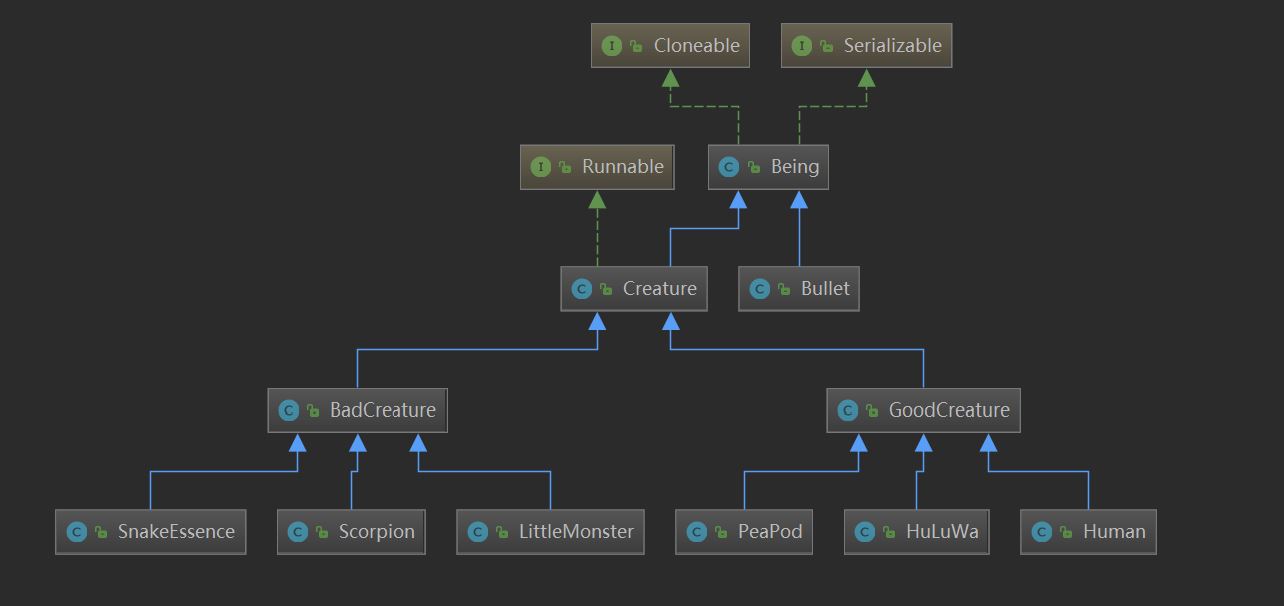 I Cloneable
I Serializable
I Runnable
C Being
C Creature
C Bullet
C BadCreature
C GoodCreature
C SnakeEssence
C Scorpion
C LittleMonster
C PeaPod
C HuLuWa
C Human